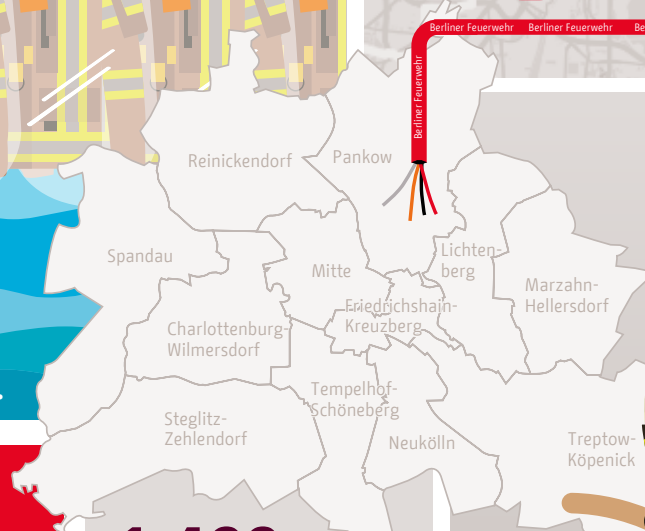 Berliner Feuerwehr Berliner Feuerwehr Be
Berliner Feuerwehr
Reinickendorf
Pankow
Spandau
Mitte
Lichten-
berg
Marzahn-
Hellersdorf
Friedrichshain-
Kreuzberg
Charlottenburg-
Wilmersdorf
Tempelhof-
Schöneberg
Steglitz-
Zehlendorf
Neukölln
Treptow-
Köpenick